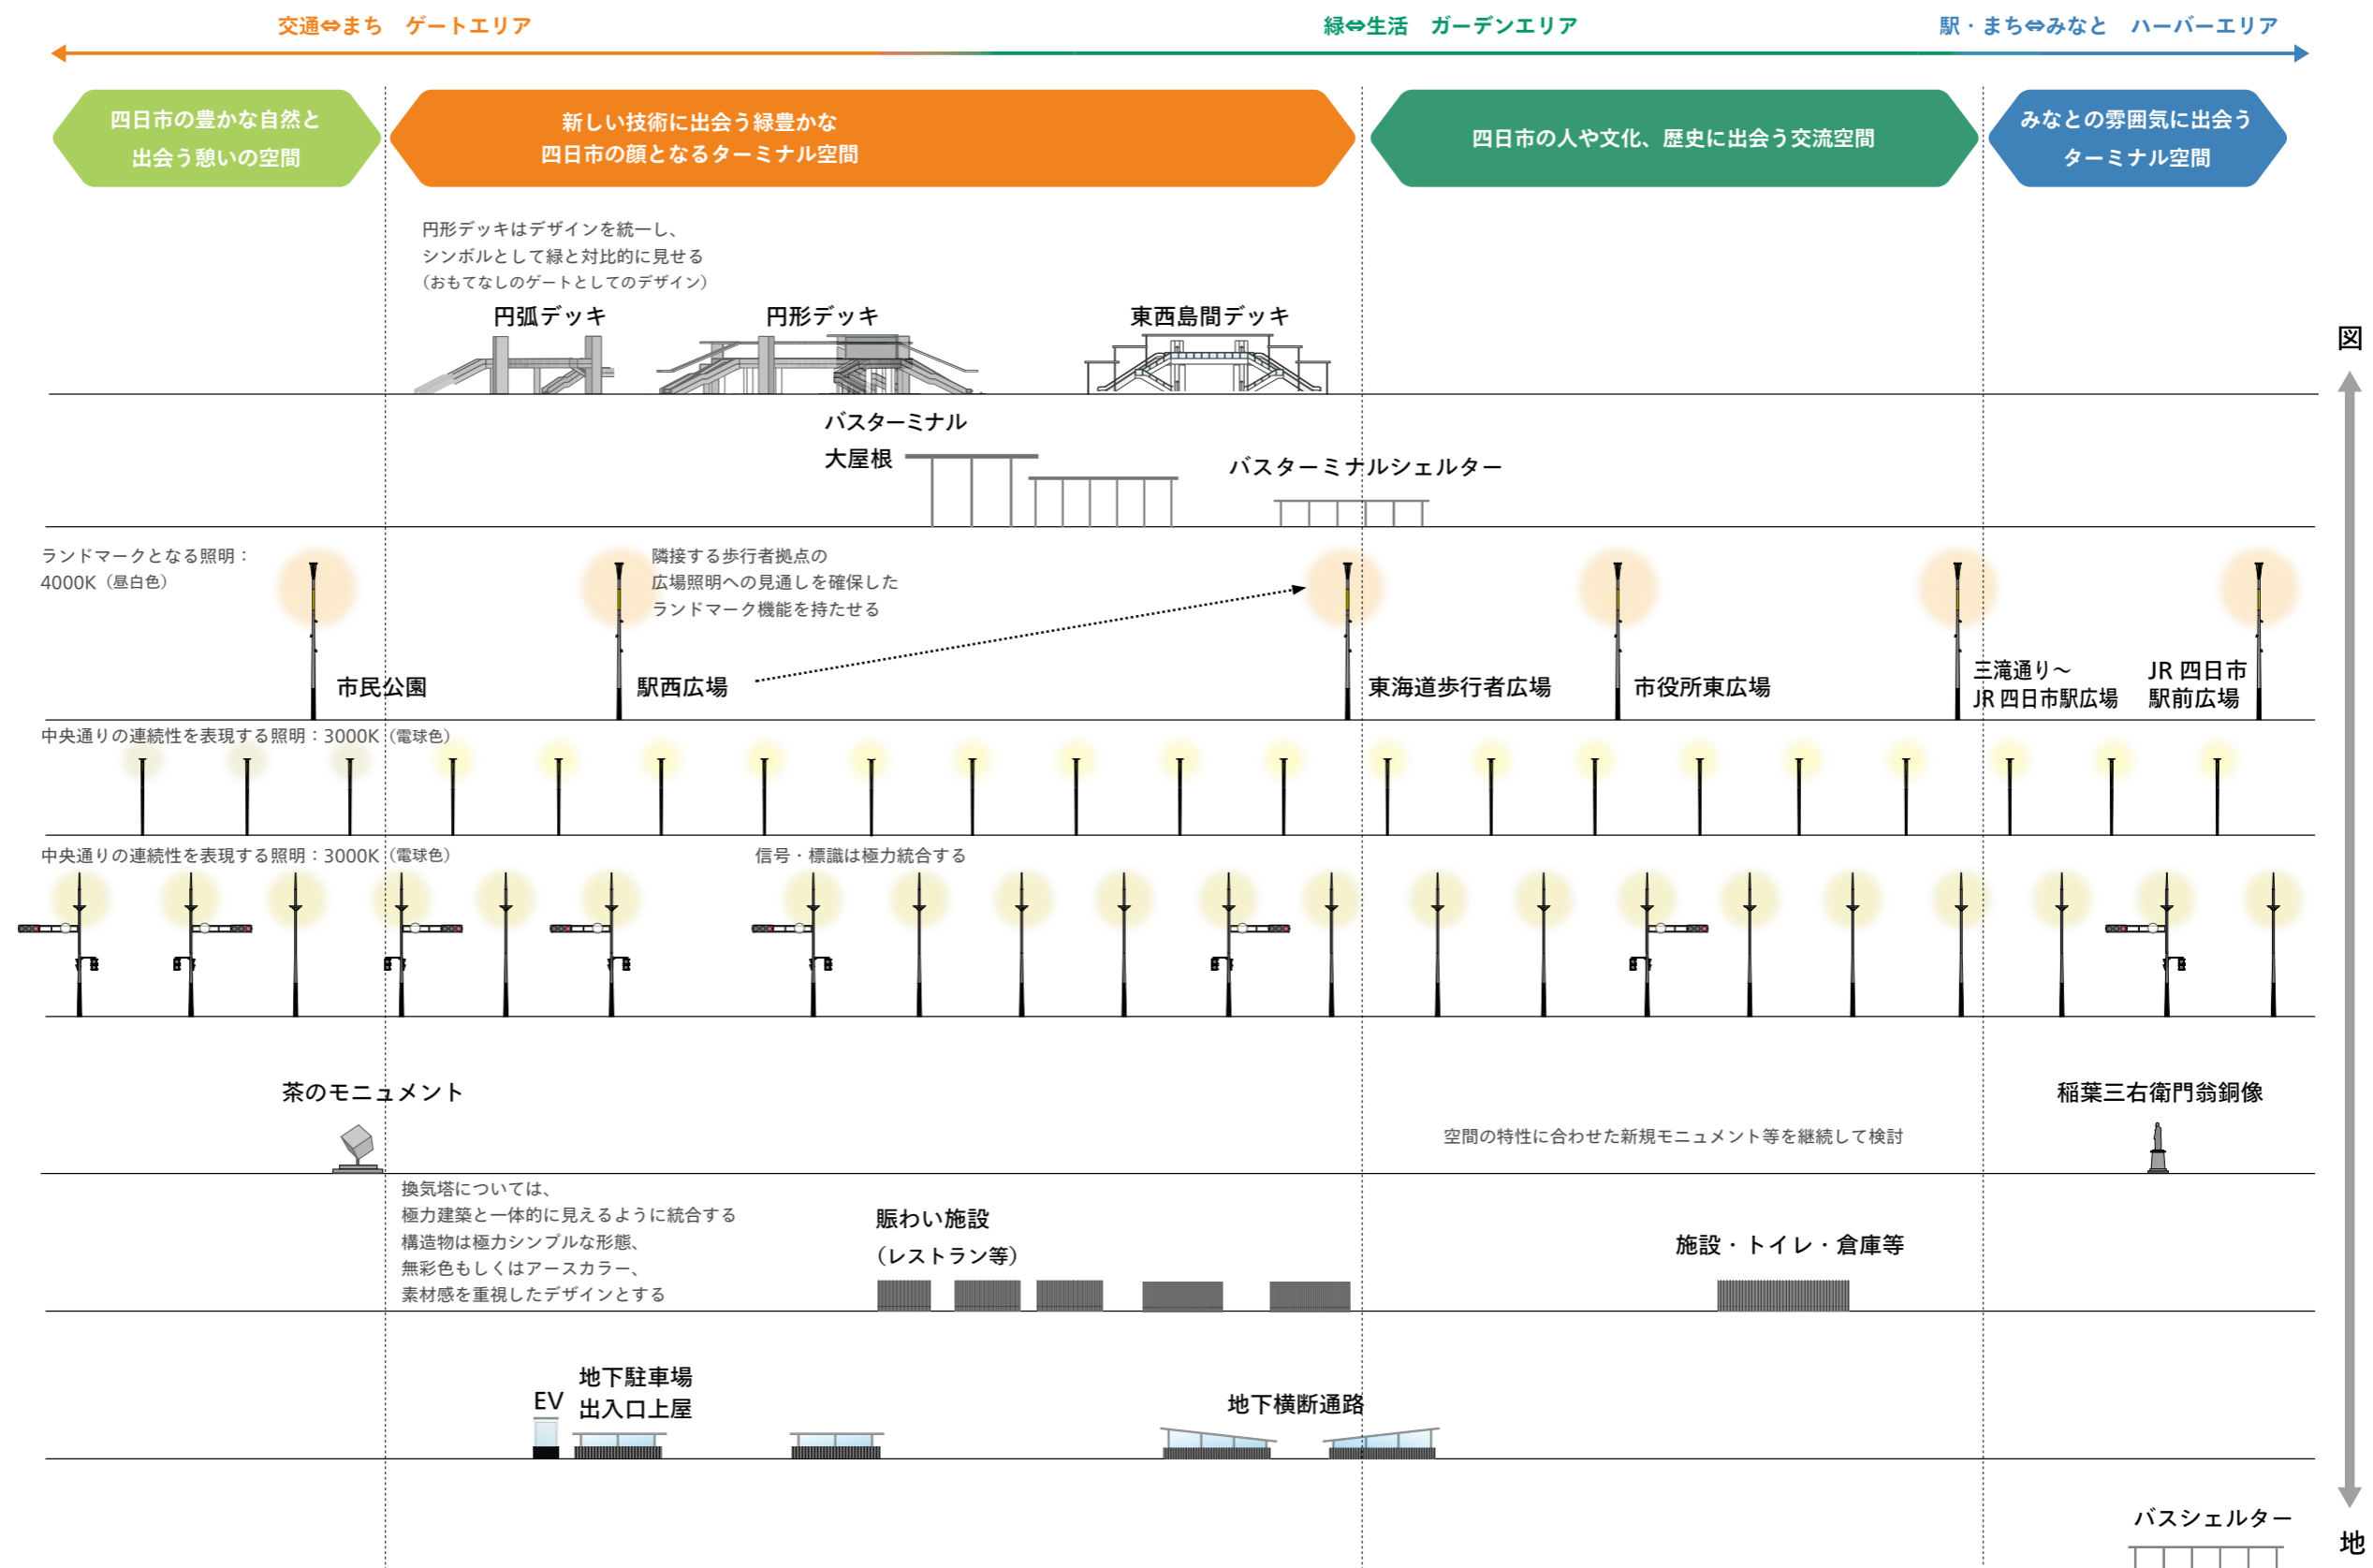 交通⇔まち　ゲートエリア
緑⇔生活　ガーデンエリア
駅・まち⇔みなと　ハーバーエリア
四日市の豊かな自然と
出会う憩いの空間
新しい技術に出会う緑豊かな
四日市の顔となるターミナル空間
四日市の人や文化、歴史に出会う交流空間
みなとの雰囲気に出会う
ターミナル空間
円形デッキはデザインを統一し、
シンボルとして緑と対比的に見せる
（おもてなしのゲートとしてのデザイン）
円弧デッキ
円形デッキ
東西島間デッキ
図
バスターミナル
大屋根
バスターミナルシェルター
ランドマークとなる照明：
4000K（昼白色）
隣接する歩行者拠点の
広場照明への見通しを確保した
ランドマーク機能を持たせる
市民公園
駅西広場
東海道歩行者広場
市役所東広場
三滝通り～
JR 四日市駅広場
JR 四日市
駅前広場
中央通りの連続性を表現する照明：3000K（電球色）
中央通りの連続性を表現する照明：3000K（電球色）
信号・標識は極力統合する
茶のモニュメント
稲葉三右衛門翁銅像
空間の特性に合わせた新規モニュメント等を継続して検討
換気塔については、
極力建築と一体的に見えるように統合する
構造物は極力シンプルな形態、
無彩色もしくはアースカラー、
素材感を重視したデザインとする
賑わい施設
（レストラン等）
施設・トイレ・倉庫等
EV
地下駐車場
出入口上屋
地下横断通路
バスシェルター
地